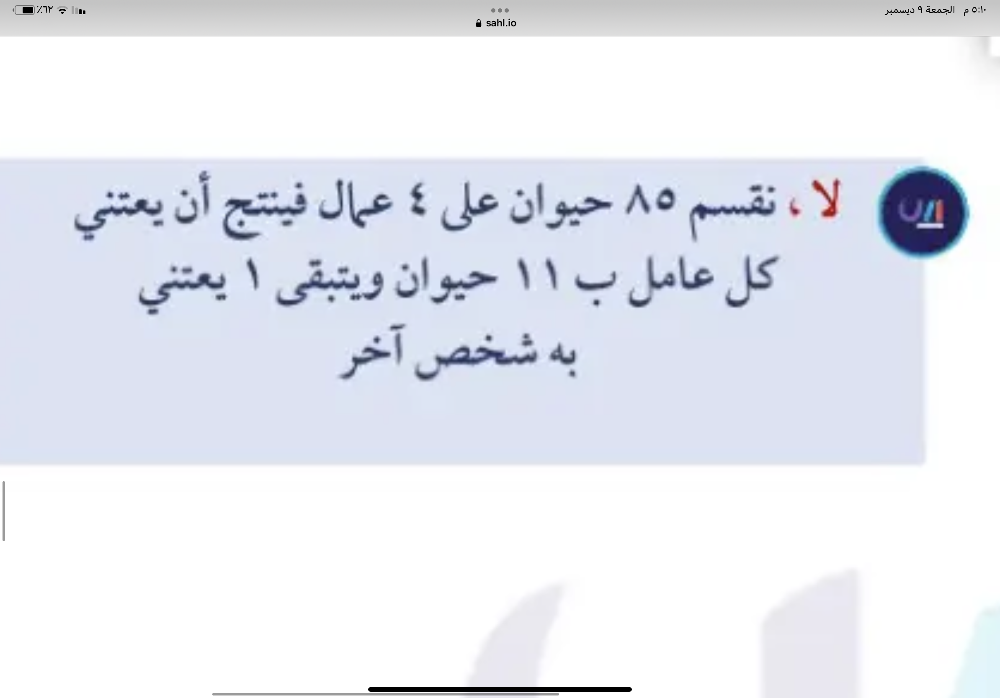 ٥:١٠ م الجمعة ٩ ديسمبر
٪٦٢
sahl.io
لا ، نقسم ٨٥ حيوان على ٤ عمال فينتج أن يعتني
كل عامل ب ١١ حيوان ويتبقى ١ يعتني
به شخص آخر